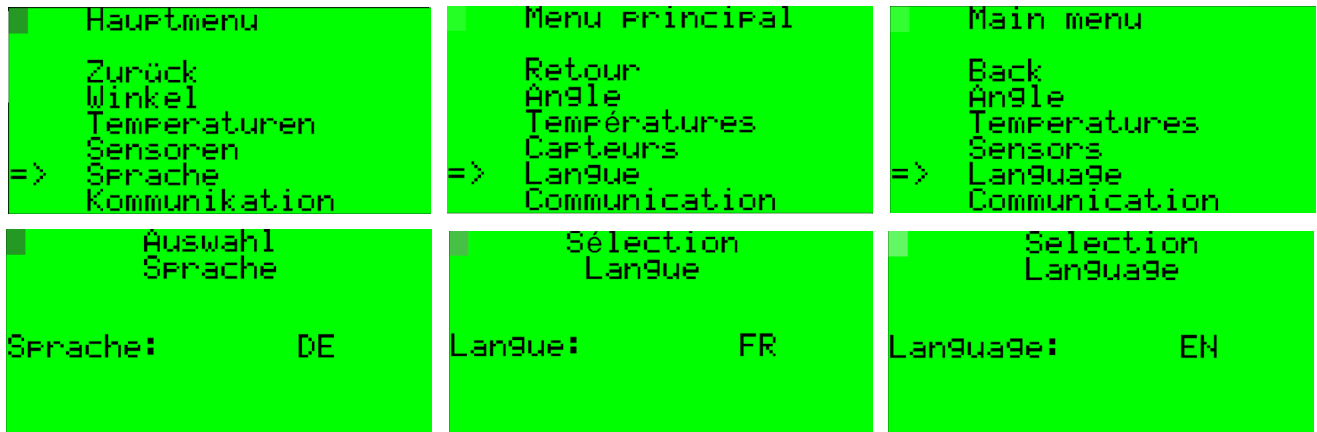 Hauptmenu
Zurück
Winkel
Temperaturen
Sensoren
=> Sprache
Kommunikation
Menu principal
Retour
Angle
Températures
Capteurs
=> Langue
Communication
Main menu
Back
Angle
Temperatures
Sensors
=> Language
Communication
Auswahl
Sprache
Sprache: DE
Sélection
Langue
Langue: FR
Selection
Language
Language: EN